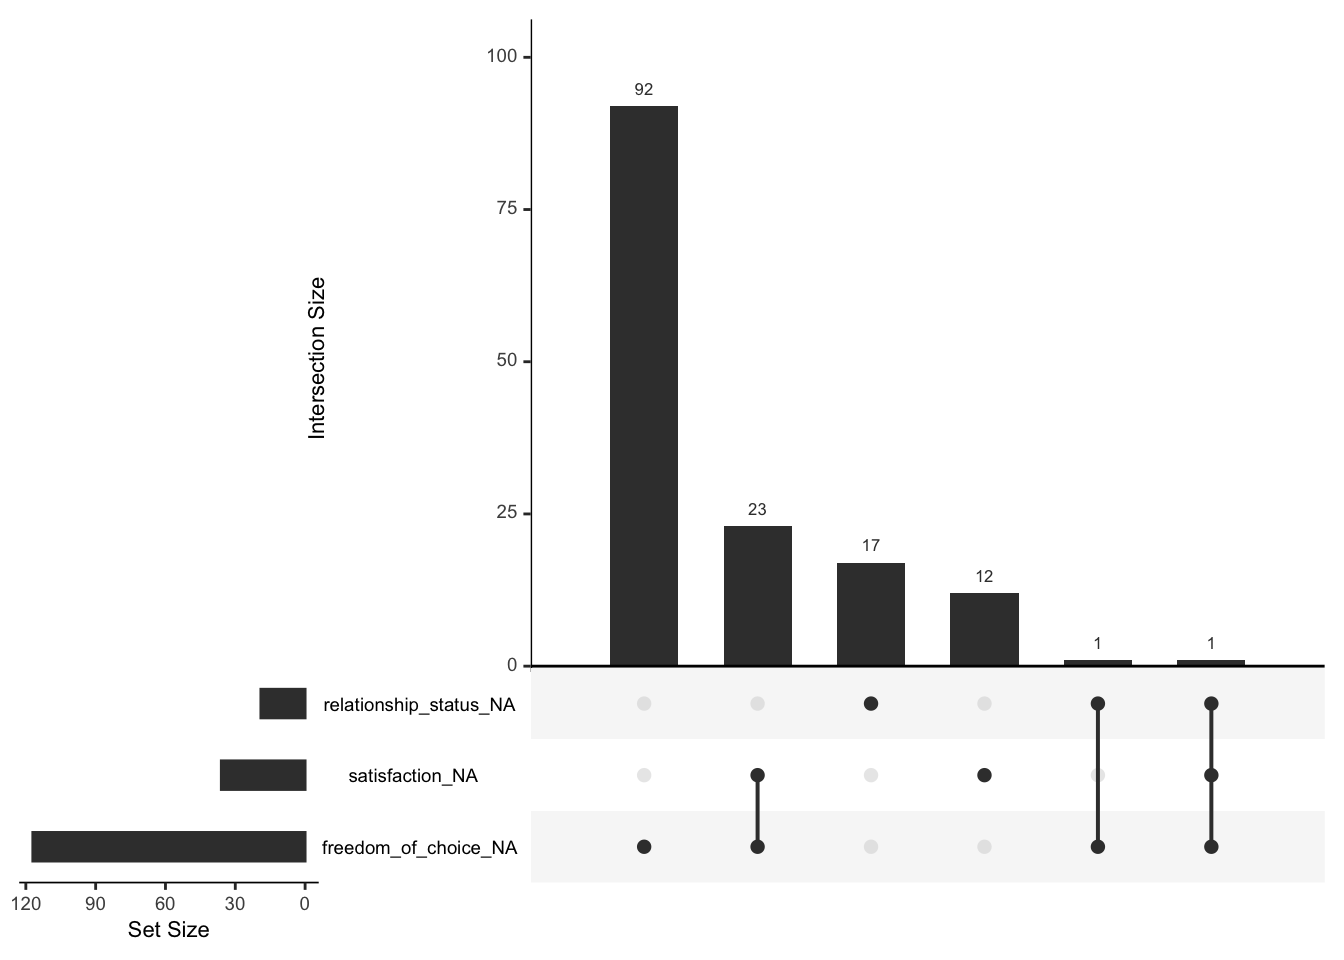 100
92
75
Intersection Size
50
25
23
17
12
1
1
0
relationship_status_NA
satisfaction_NA
freedom_of_choice_NA
120 90 60 30 0
Set Size